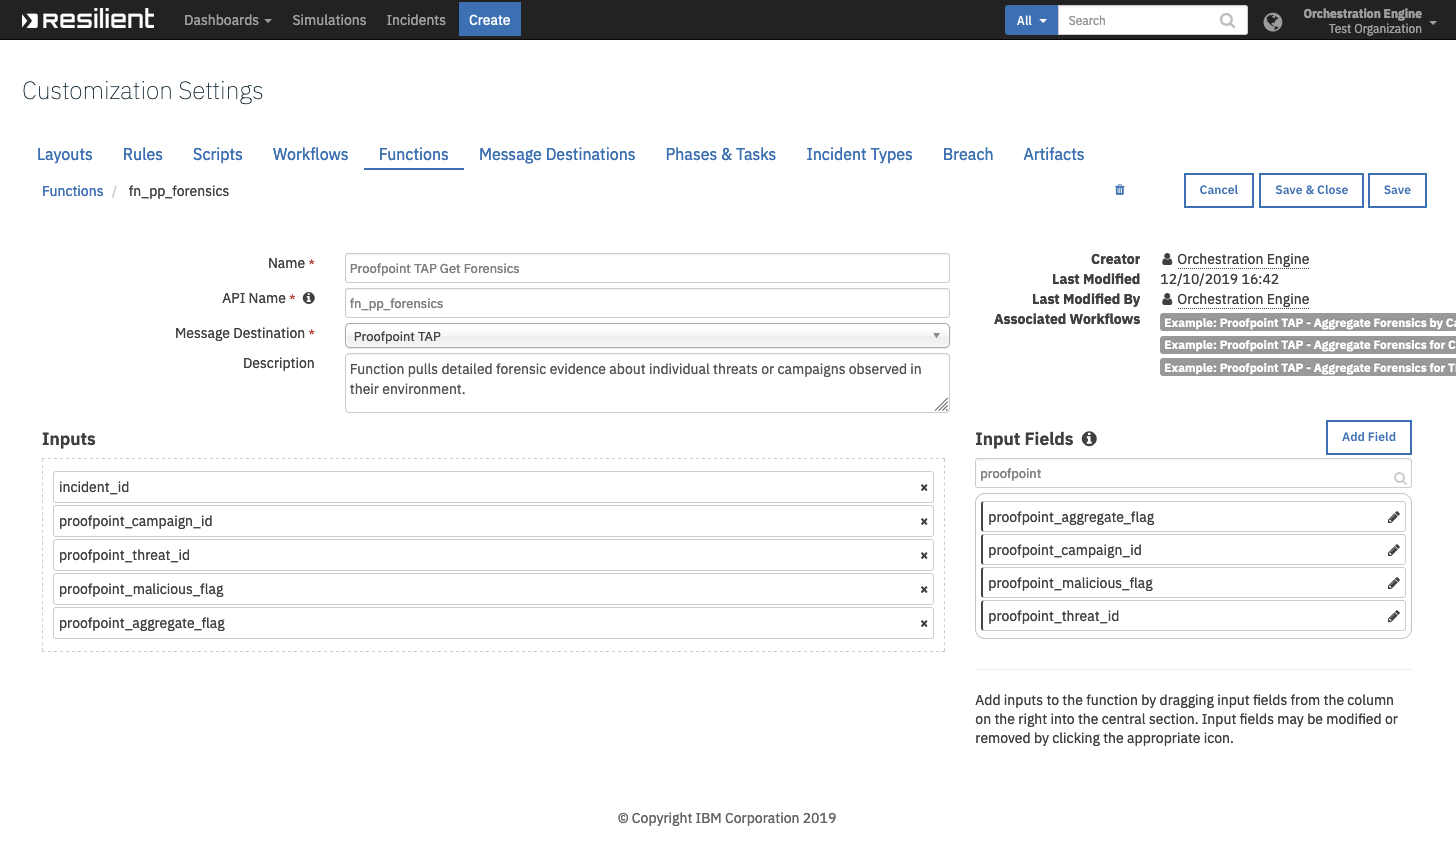 Resilient Dashboards Simulations Incidents Create All Search Orchestration Engine
Test Organization
Customization Settings
Layouts Rules Scripts Workflows Functions Message Destinations Phases & Tasks Incident Types Breach Artifacts
Functions / fn_pp_forensics Cancel Save & Close Save
Name * Proofpoint TAP Get Forensics
API Name * fn_pp_forensics
Message Destination * Proofpoint TAP
Description Function pulls detailed forensic evidence about individual threats or campaigns observed in
their environment.
Creator Orchestration Engine
Last Modified 12/10/2019 16:42
Last Modified By Orchestration Engine
Associated Workflows Example: Proofpoint TAP - Aggregate Forensics by Ca
Example: Proofpoint TAP - Aggregate Forensics for C
Example: Proofpoint TAP - Aggregate Forensics for T
Inputs
incident_id ×
proofpoint_campaign_id ×
proofpoint_threat_id ×
proofpoint_malicious_flag ×
proofpoint_aggregate_flag ×
Input Fields Add Field
proofpoint
proofpoint_aggregate_flag
proofpoint_campaign_id
proofpoint_malicious_flag
proofpoint_threat_id
Add inputs to the function by dragging input fields from the column
on the right into the central section. Input fields may be modified or
removed by clicking the appropriate icon.
© Copyright IBM Corporation 2019